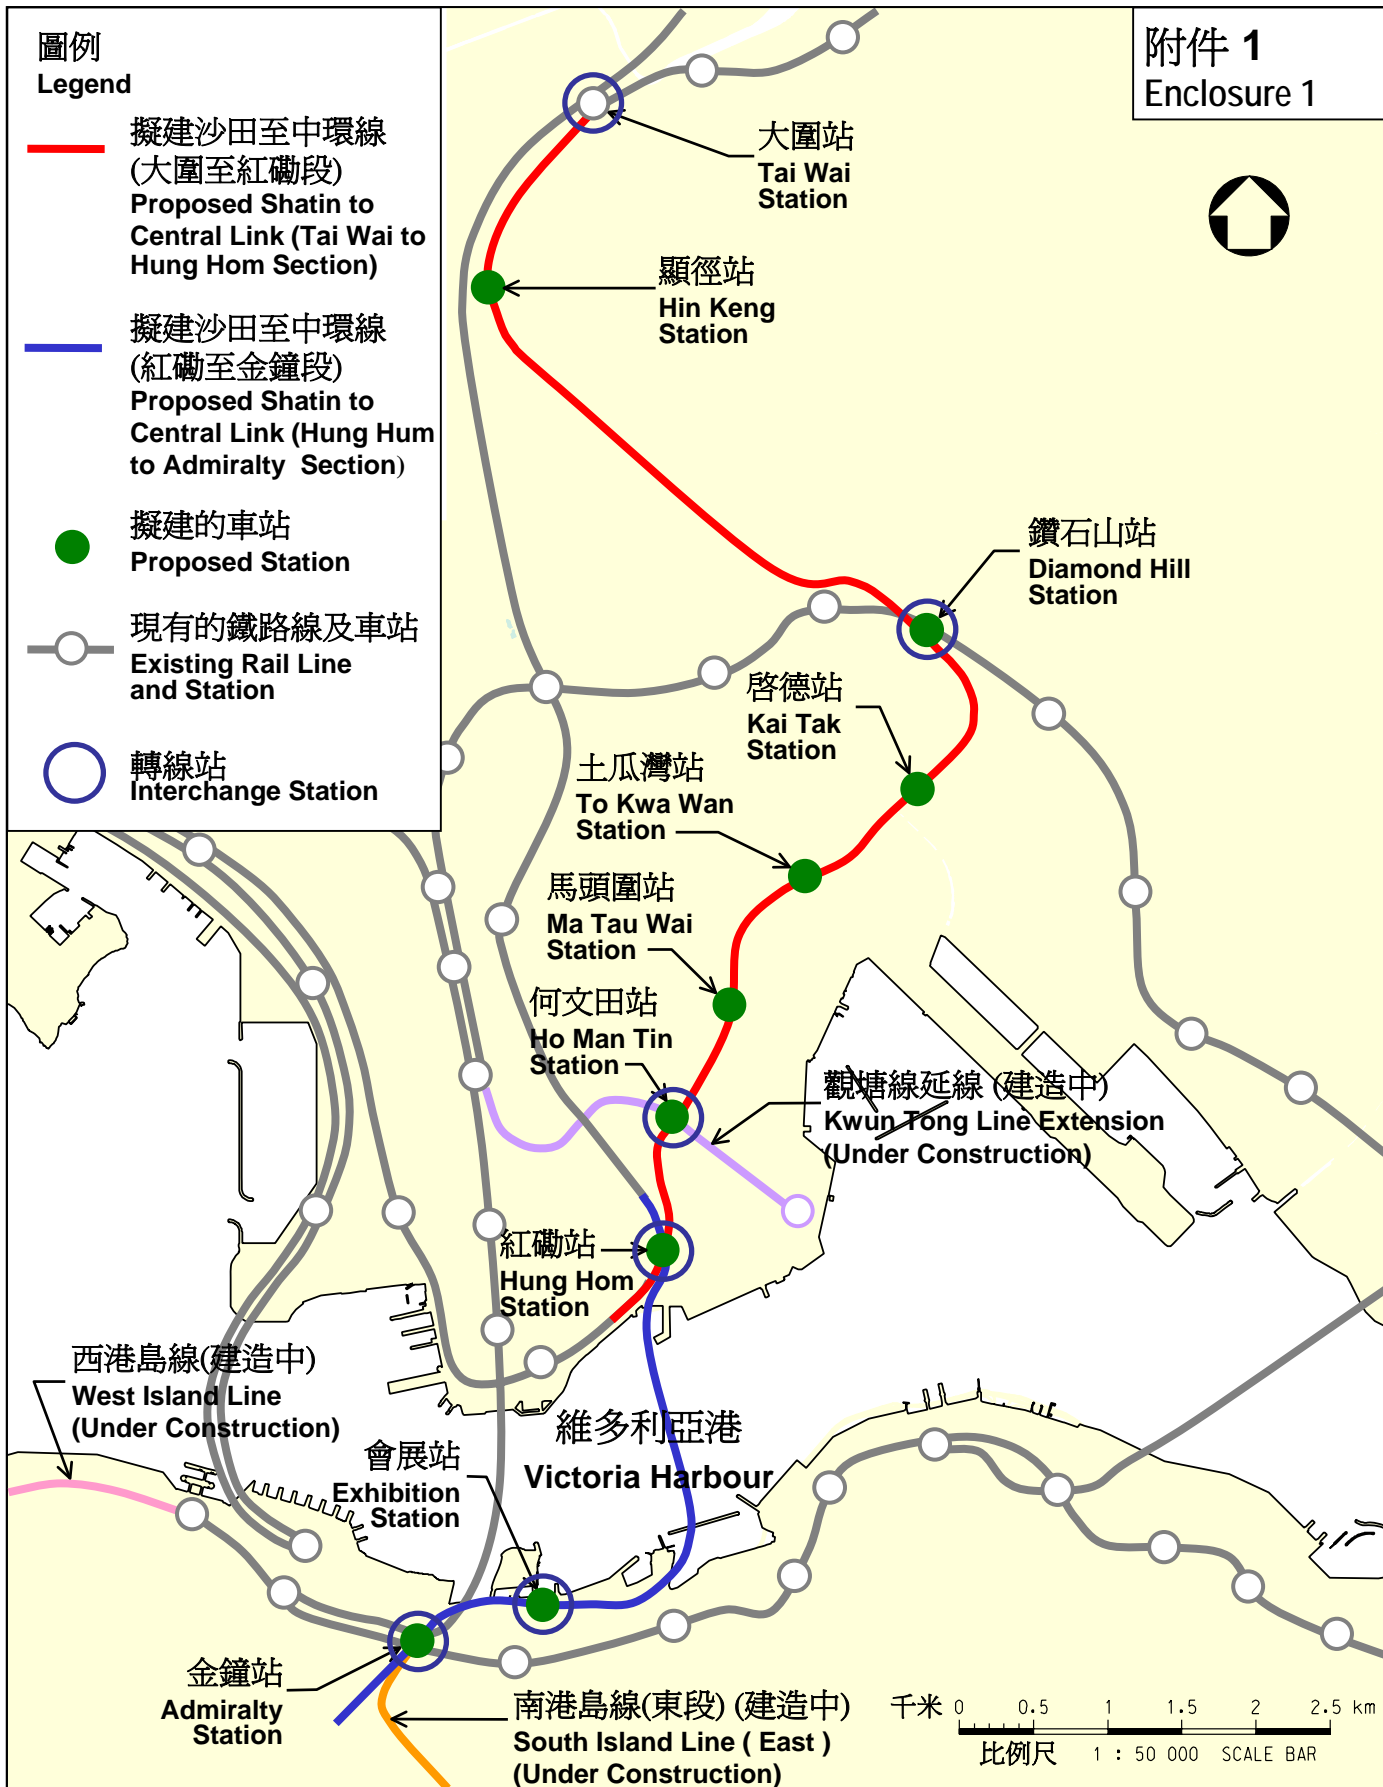 圖例
Legend
擬建沙田至中環線
(大圍至紅磡段)
Proposed Shatin to
Central Link (Tai Wai to
Hung Hom Section)
擬建沙田至中環線
(紅磡至金鐘段)
Proposed Shatin to
Central Link (Hung Hum
to Admiralty Section)
擬建的車站
Proposed Station
現有的鐵路線及車站
Existing Rail Line
and Station
轉線站
Interchange Station
附件 1
Enclosure 1
大圍站
Tai Wai
Station
顯徑站
Hin Keng
Station
鑽石山站
Diamond Hill
Station
啓德站
Kai Tak
Station
土瓜灣站
To Kwa Wan
Station
馬頭圍站
Ma Tau Wai
Station
何文田站
Ho Man Tin
Station
觀塘線延線 (建造中)
Kwun Tong Line Extension
(Under Construction)
紅磡站
Hung Hom
Station
西港島線(建造中)
West Island Line
(Under Construction)
維多利亞港
Victoria Harbour
會展站
Exhibition
Station
金鐘站
Admiralty
Station
南港島線(東段) (建造中)
South Island Line ( East )
(Under Construction)
千米 0 0.5 1 1.5 2 2.5 km
比例尺 1 : 50 000 SCALE BAR